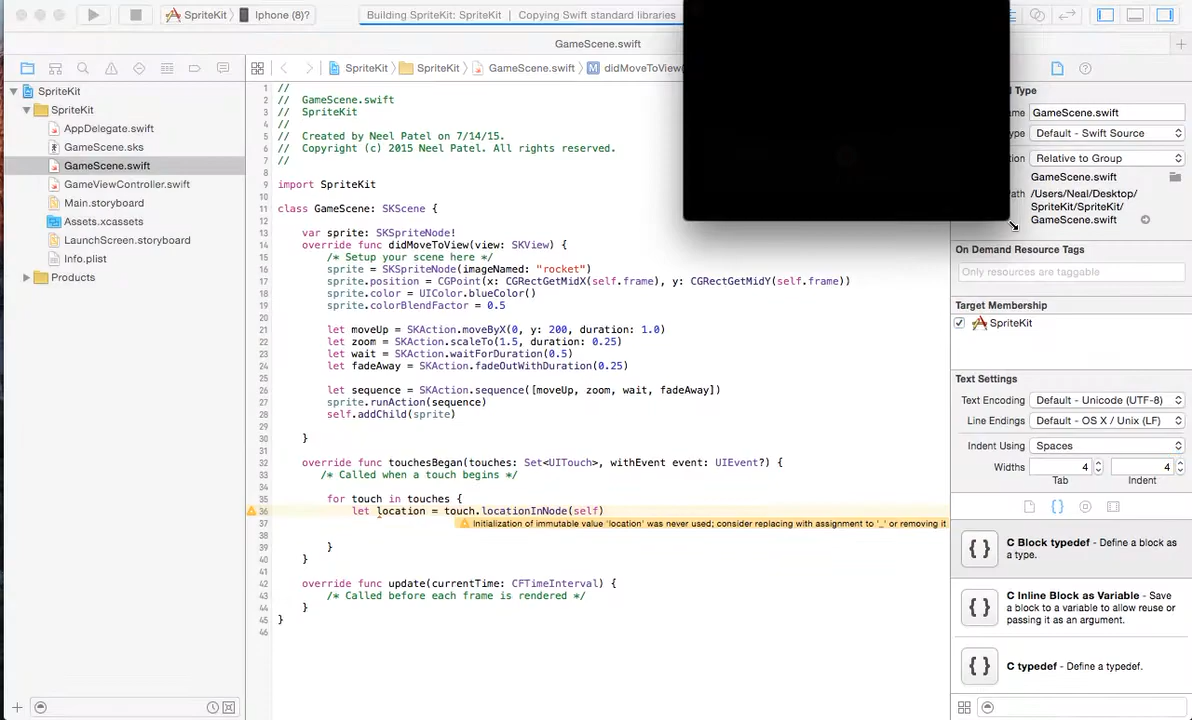 SpriteKit
iPhone (8)?
Building SpriteKit: SpriteKit | Copying Swift standard libraries
GameScene.swift
SpriteKit
SpriteKit
GameScene.swift
M
didMoveToView
SpriteKit
SpriteKit
AppDelegate.swift
GameScene.sks
GameScene.swift
GameViewController.swift
Main.storyboard
Assets.xcassets
LaunchScreen.storyboard
Info.plist
Products
1 //
2 // GameScene.swift
3 // SpriteKit
4 //
5 // Created by Neel Patel on 7/14/15.
6 // Copyright (c) 2015 Neel Patel. All rights reserved.
7 //
8
9 import SpriteKit
10
11 class GameScene: SKScene {
12
13 var sprite: SKSpriteNode!
14 override func didMoveToView(view: SKView) {
15 /* Setup your scene here */
16 sprite = SKSpriteNode(imageNamed: "rocket")
17 sprite.position = CGPoint(x: CGRectGetMidX(self.frame), y: CGRectGetMidY(self.frame))
18 sprite.color = UIColor.blueColor()
19 sprite.colorBlendFactor = 0.5
20
21 let moveUp = SKAction.moveByX(0, y: 200, duration: 1.0)
22 let zoom = SKAction.scaleTo(1.5, duration: 0.25)
23 let wait = SKAction.waitForDuration(0.5)
24 let fadeAway = SKAction.fadeOutWithDuration(0.25)
25
26 let sequence = SKAction.sequence([moveUp, zoom, wait, fadeAway])
27 sprite.runAction(sequence)
28 self.addChild(sprite)
29
30 }
31
32 override func touchesBegan(touches: Set<UITouch>, withEvent event: UIEvent?) {
33 /* Called when a touch begins */
34
35 for touch in touches {
36 let location = touch.locationInNode(self)
37 Initialization of immutable value 'location' was never used; consider replacing with assignment to '_' or removing it
38
39 }
40 }
41
42 override func update(currentTime: CFTimeInterval) {
43 /* Called before each frame is rendered */
44 }
45 }
46
Type
GameScene.swift
Default - Swift Source
Relative to Group
GameScene.swift
/Users/Neal/Desktop/
SpriteKit/SpriteKit/
GameScene.swift
On Demand Resource Tags
Only resources are taggable
Target Membership
SpriteKit
Text Settings
Text Encoding Default - Unicode (UTF-8)
Line Endings Default - OS X / Unix (LF)
Indent Using Spaces
Widths 4 4
Tab Indent
{ } C Block typedef - Define a block as
a type.
{ } C Inline Block as Variable - Save
a block to a variable to allow reuse or
passing it as an argument.
{ } C typedef - Define a typedef.